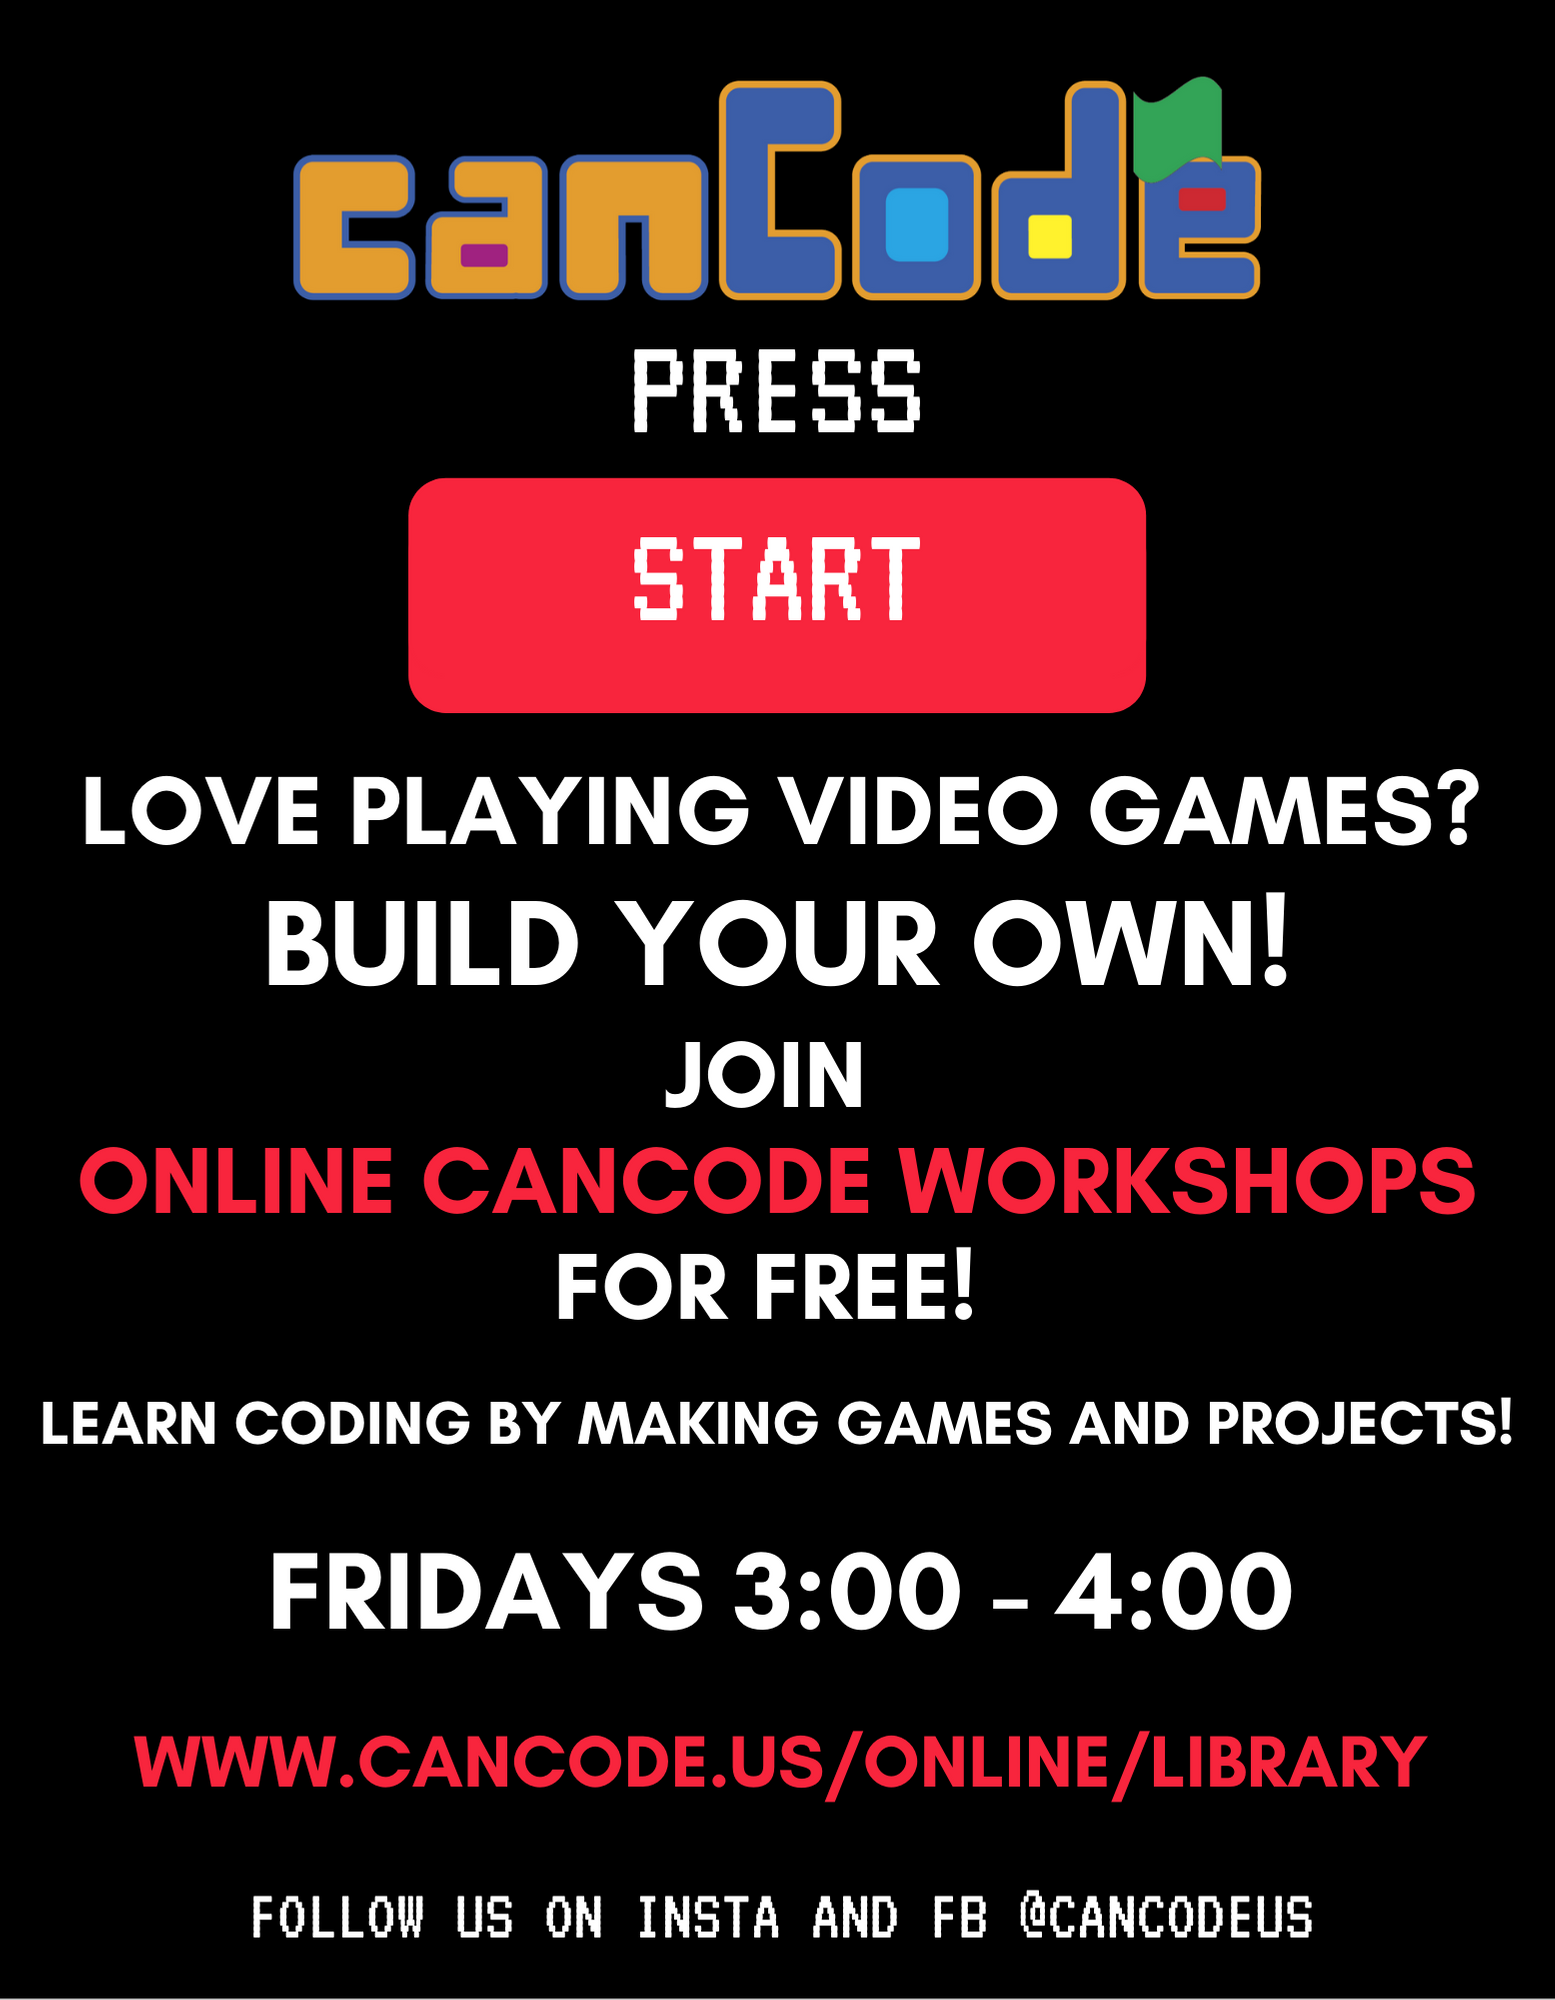 canCode
PRESS
START
LOVE PLAYING VIDEO GAMES?
BUILD YOUR OWN!
JOIN
ONLINE CANCODE WORKSHOPS
FOR FREE!
LEARN CODING BY MAKING GAMES AND PROJECTS!
FRIDAYS 3:00 - 4:00
WWW.CANCODE.US/ONLINE/LIBRARY
FOLLOW US ON INSTA AND FB @CANCODEUS